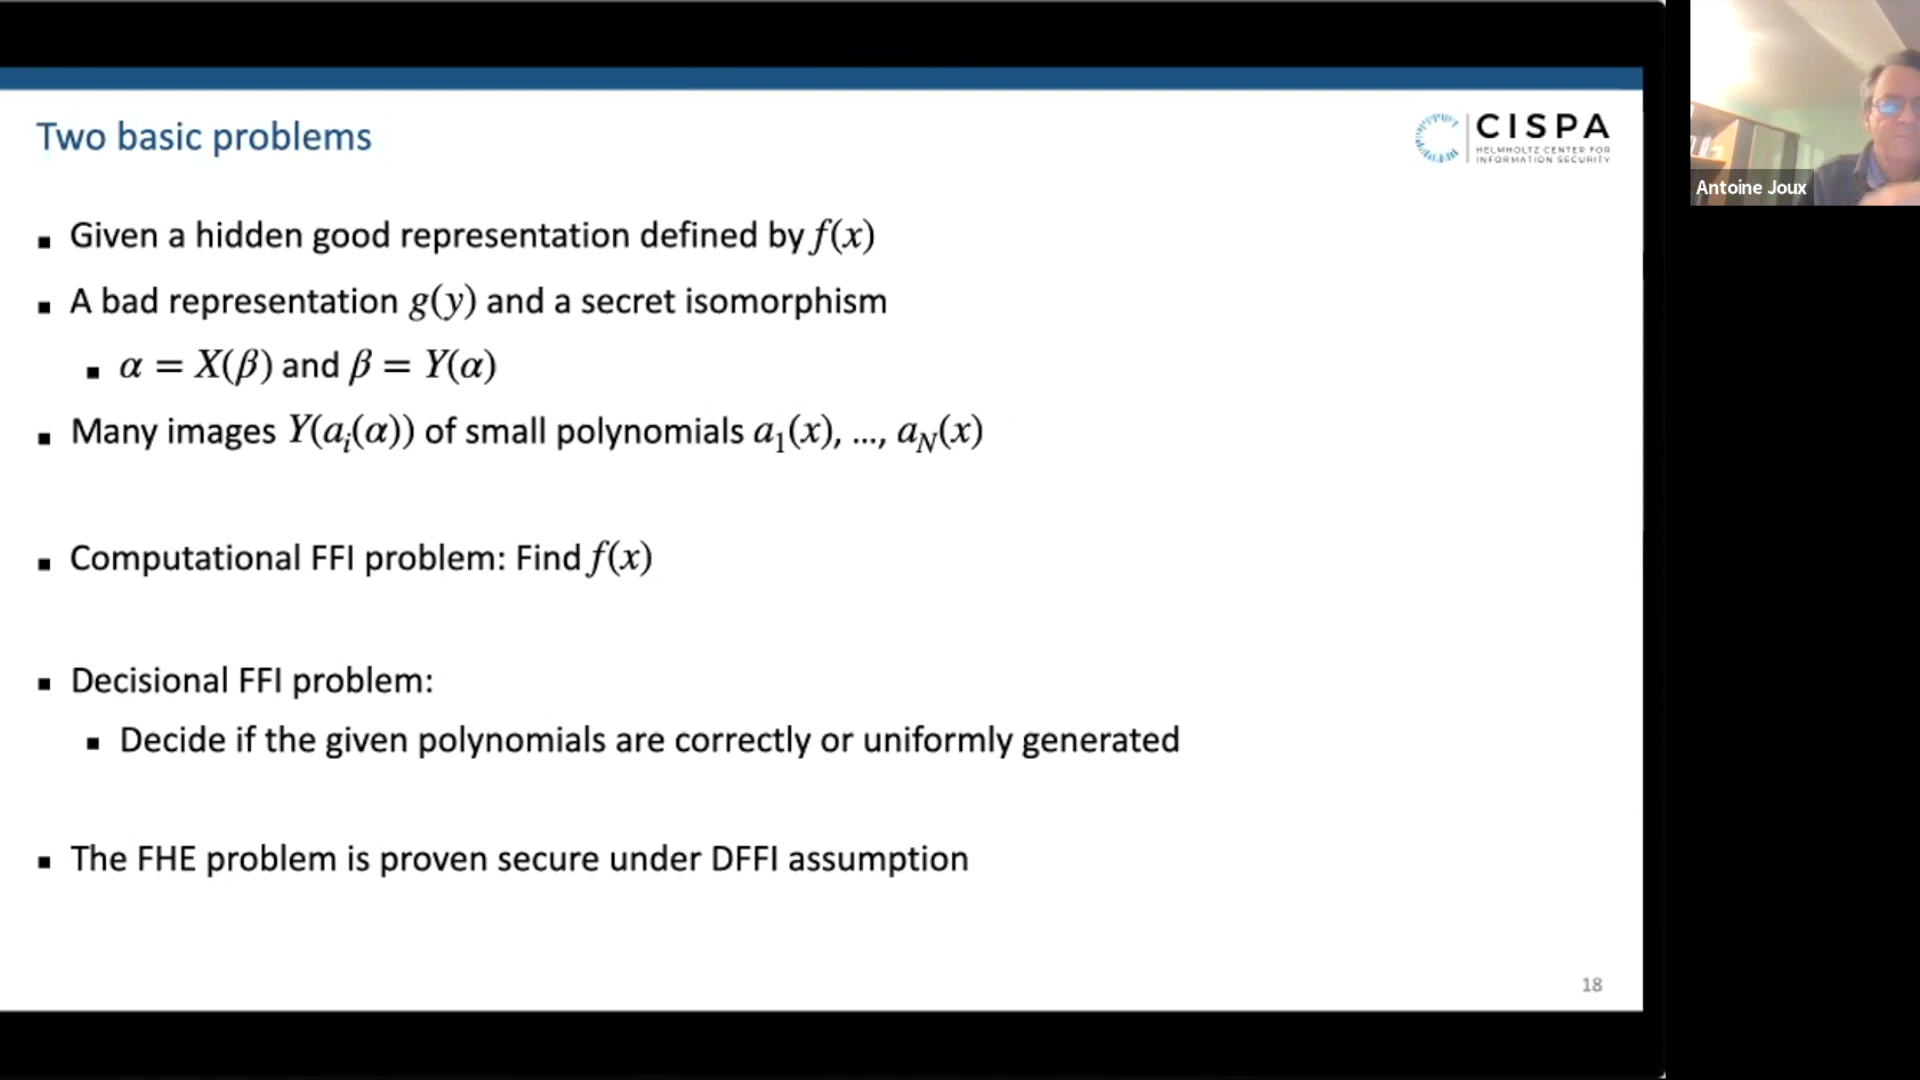 Two basic problems
CISPA
HELMHOLTZ CENTER FOR
INFORMATION SECURITY
Antoine Joux
▪ Given a hidden good representation defined by f(x)
▪ A bad representation g(y) and a secret isomorphism
▪ α = X(β) and β = Y(α)
▪ Many images Y(aᵢ(α)) of small polynomials a₁(x), ..., a_N(x)
▪ Computational FFI problem: Find f(x)
▪ Decisional FFI problem:
▪ Decide if the given polynomials are correctly or uniformly generated
▪ The FHE problem is proven secure under DFFI assumption
18